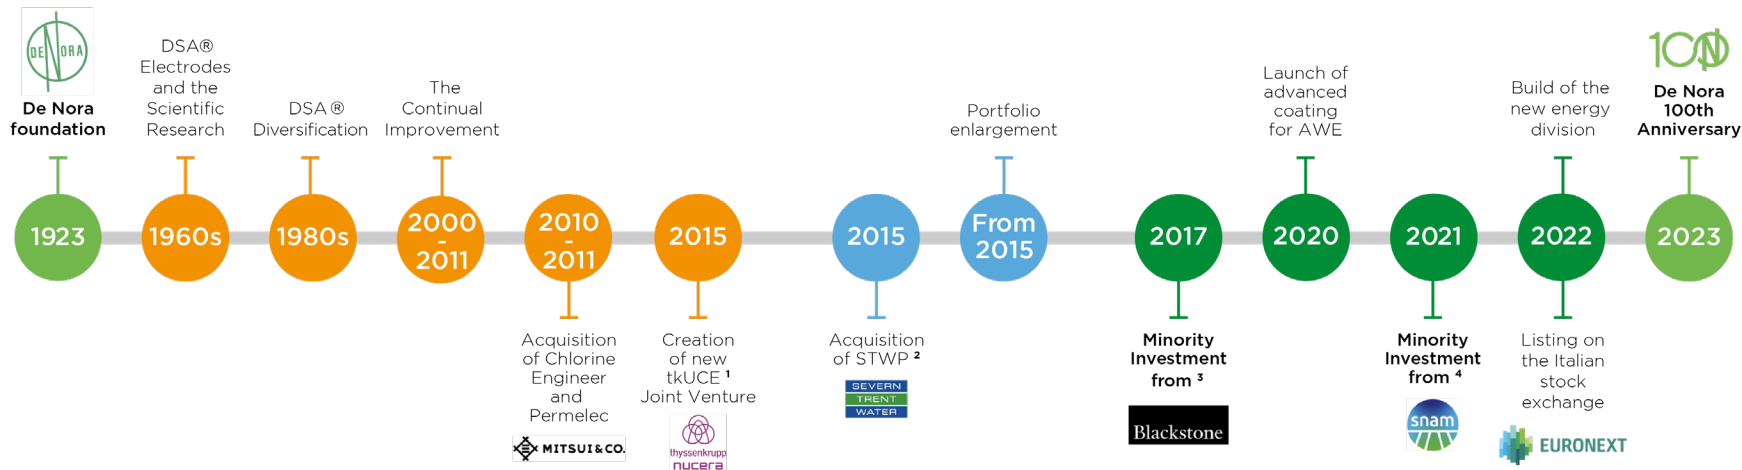 DE NORA
De Nora
foundation
1923
DSA®
Electrodes
and the
Scientific
Research
1960s
DSA ®
Diversification
1980s
The
Continual
Improvement
2000
-
2011
2010
-
2011
Acquisition
of Chlorine
Engineer
and
Permelec
MITSUI & CO.
2015
Creation
of new
tkUCE ¹
Joint Venture
thyssenkrupp
nucera
2015
Acquisition
of STWP ²
SEVERN
TRENT
WATER
Portfolio
enlargement
From
2015
2017
Minority
Investment
from ³
Blackstone
Launch of
advanced
coating
for AWE
2020
2021
Minority
Investment
from ⁴
snam
Build of the
new energy
division
2022
Listing on
the Italian
stock
exchange
EURONEXT
100
De Nora
100th
Anniversary
2023